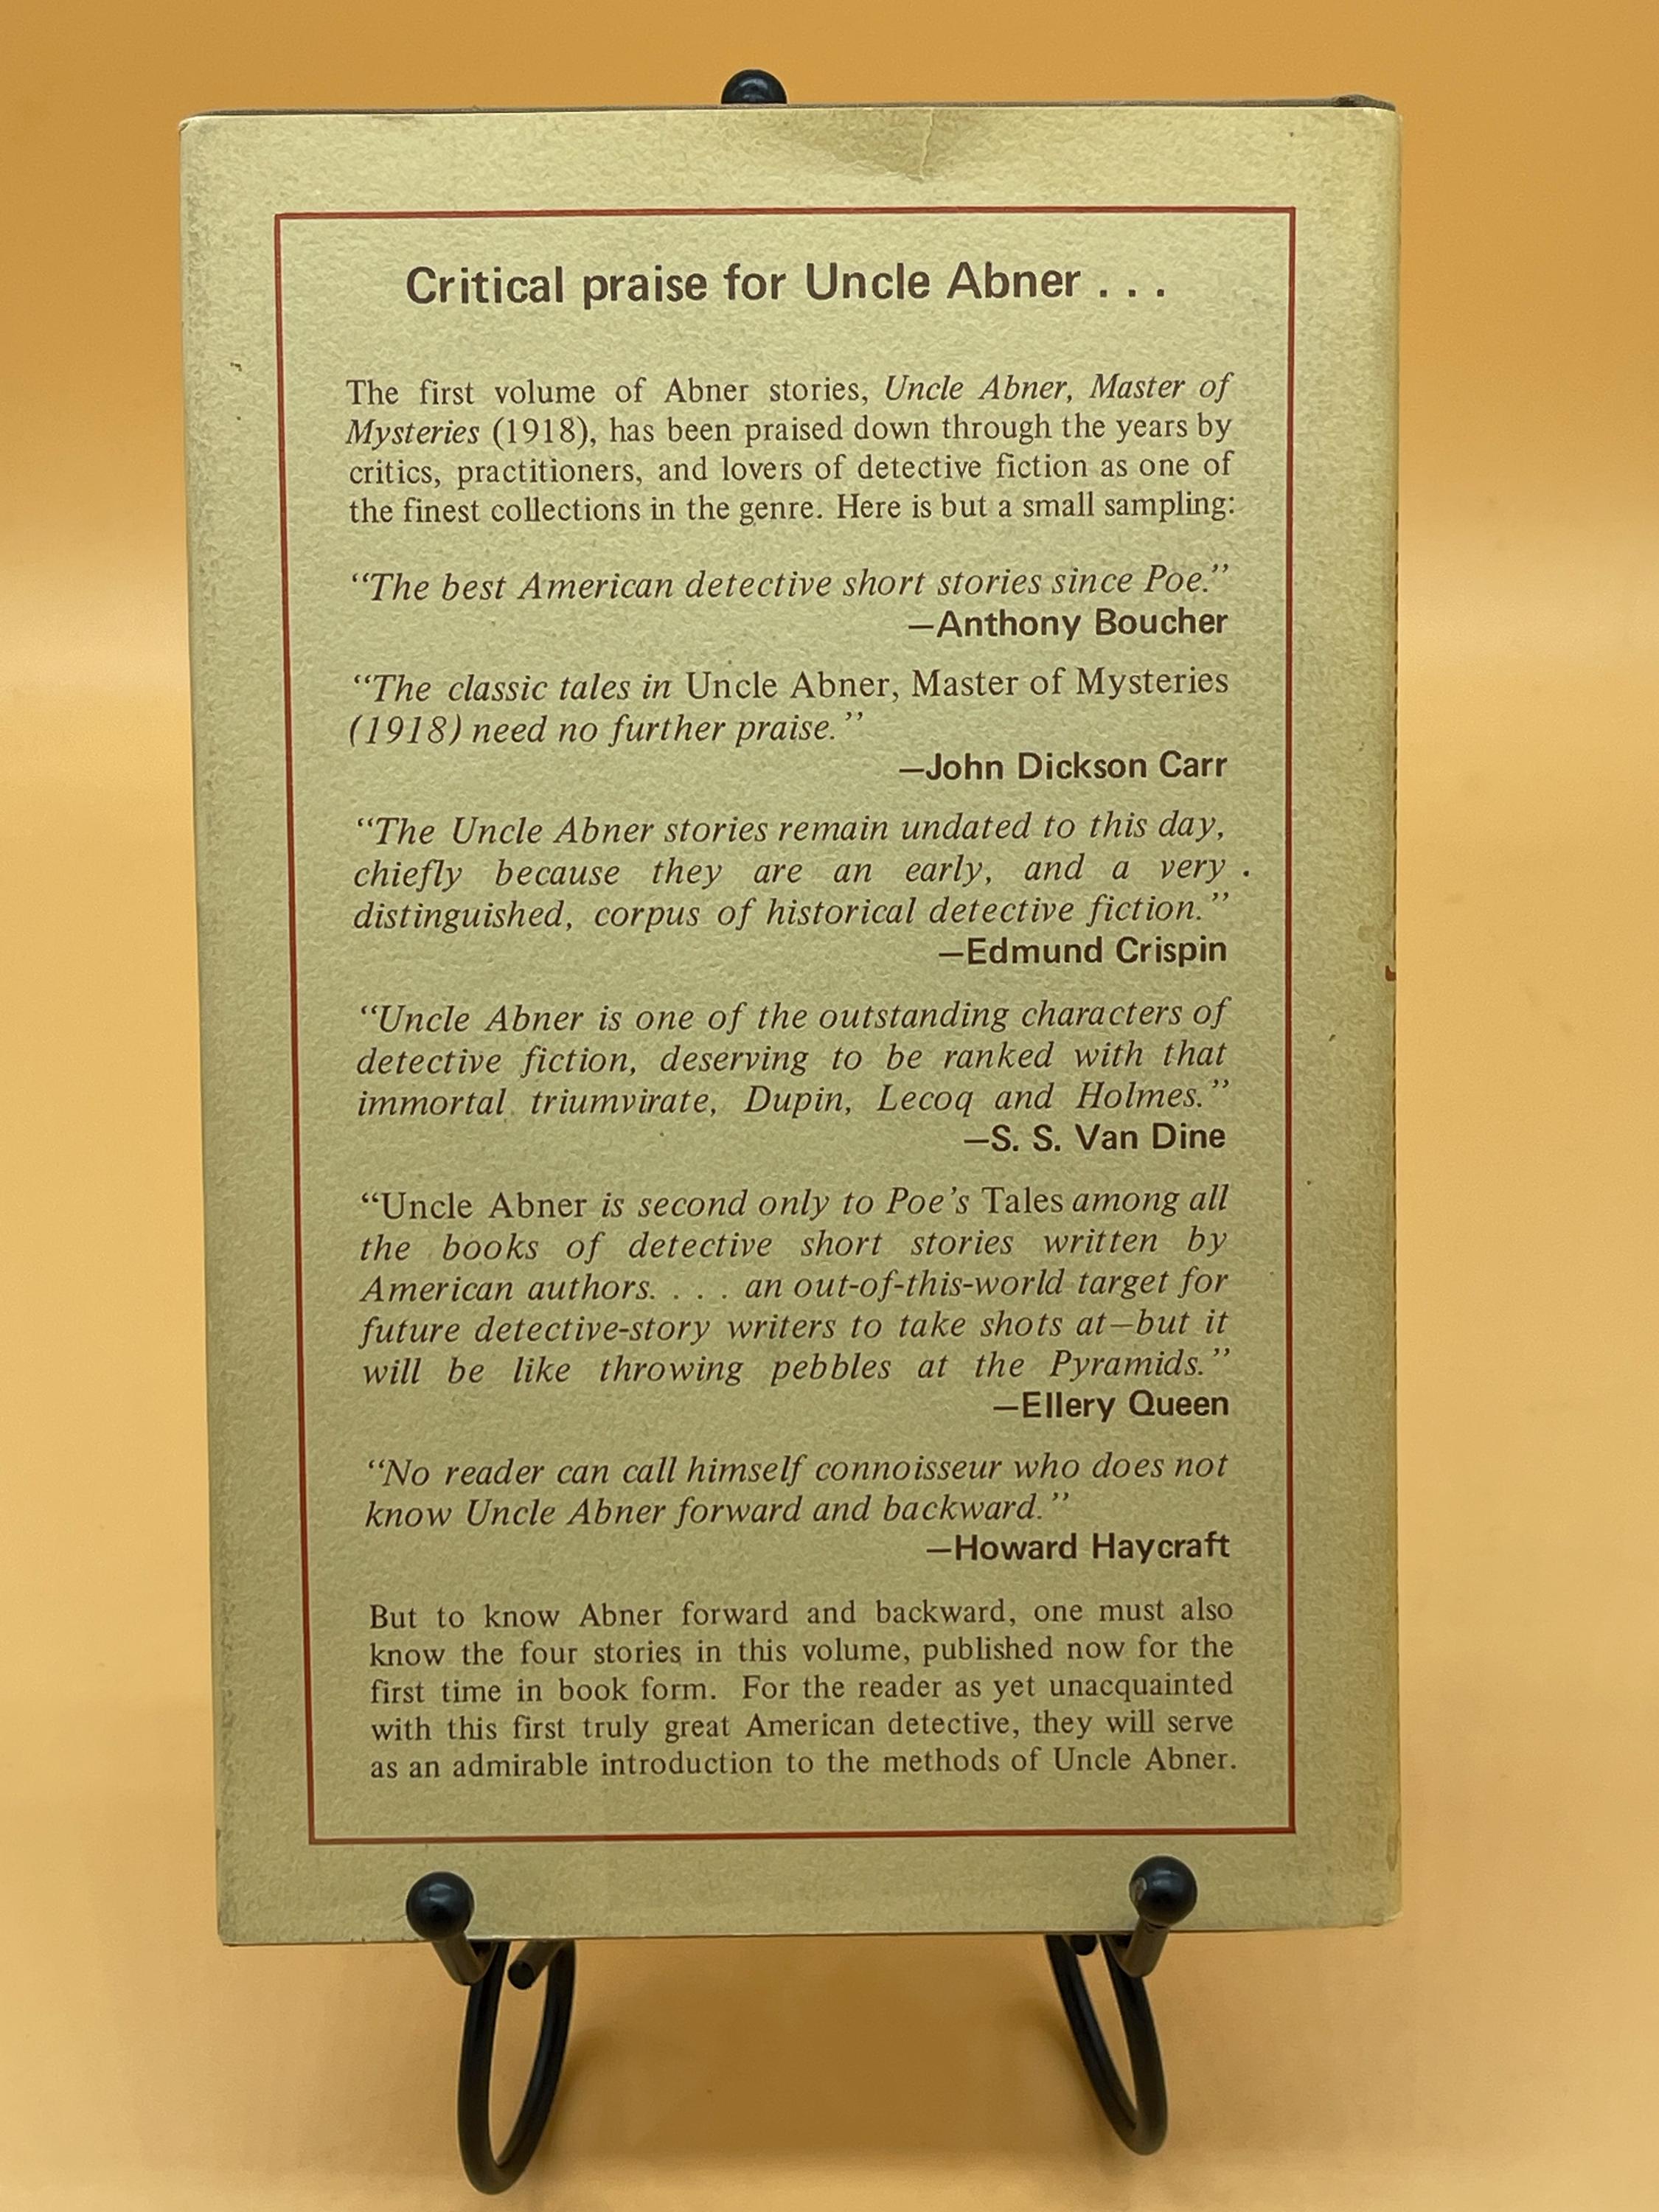 Critical praise for Uncle Abner . . .
The first volume of Abner stories, Uncle Abner, Master of
Mysteries (1918), has been praised down through the years by
critics, practitioners, and lovers of detective fiction as one of
the finest collections in the genre. Here is but a small sampling:
“The best American detective short stories since Poe.”
—Anthony Boucher
“The classic tales in Uncle Abner, Master of Mysteries
(1918) need no further praise.”
—John Dickson Carr
“The Uncle Abner stories remain undated to this day,
chiefly because they are an early, and a very
distinguished, corpus of historical detective fiction.”
—Edmund Crispin
“Uncle Abner is one of the outstanding characters of
detective fiction, deserving to be ranked with that
immortal triumvirate, Dupin, Lecoq and Holmes.”
—S. S. Van Dine
“Uncle Abner is second only to Poe’s Tales among all
the books of detective short stories written by
American authors. . . . an out-of-this-world target for
future detective-story writers to take shots at—but it
will be like throwing pebbles at the Pyramids.”
—Ellery Queen
“No reader can call himself connoisseur who does not
know Uncle Abner forward and backward.”
—Howard Haycraft
But to know Abner forward and backward, one must also
know the four stories in this volume, published now for the
first time in book form. For the reader as yet unacquainted
with this first truly great American detective, they will serve
as an admirable introduction to the methods of Uncle Abner.